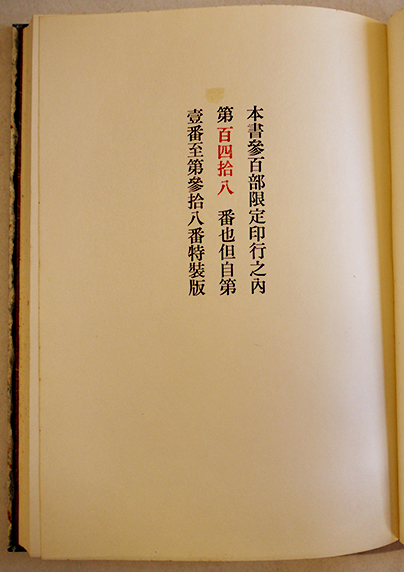 本書參百部限定印行之內
第百四拾八 番也但自第
壹番至第參拾八番特裝版